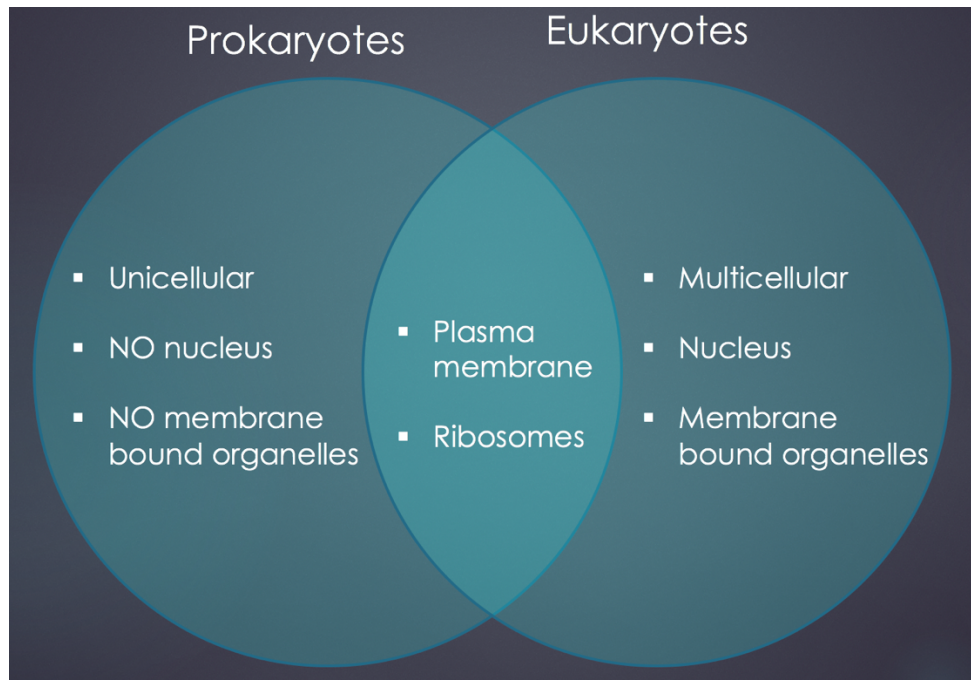 Prokaryotes
Eukaryotes
▪ Unicellular
▪ NO nucleus
▪ NO membrane
bound organelles
▪ Plasma
membrane
▪ Ribosomes
▪ Multicellular
▪ Nucleus
▪ Membrane
bound organelles